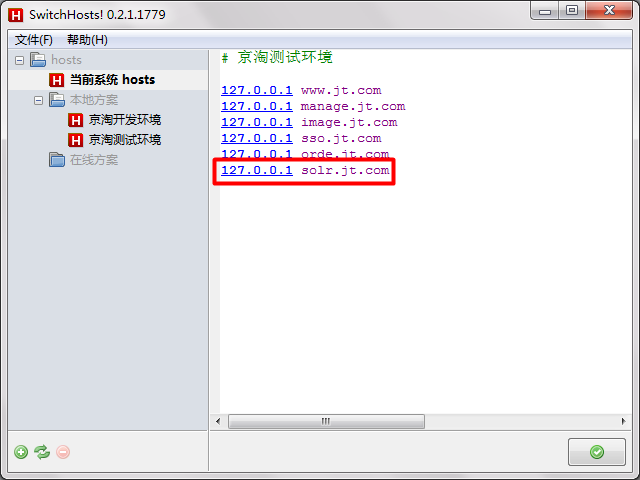 SwitchHosts! 0.2.1.1779
文件(F) 帮助(H)
hosts
当前系统 hosts
本地方案
京淘开发环境
京淘测试环境
在线方案
# 京淘测试环境
127.0.0.1 www.jt.com
127.0.0.1 manage.jt.com
127.0.0.1 image.jt.com
127.0.0.1 sso.jt.com
127.0.0.1 orde.jt.com
127.0.0.1 solr.jt.com